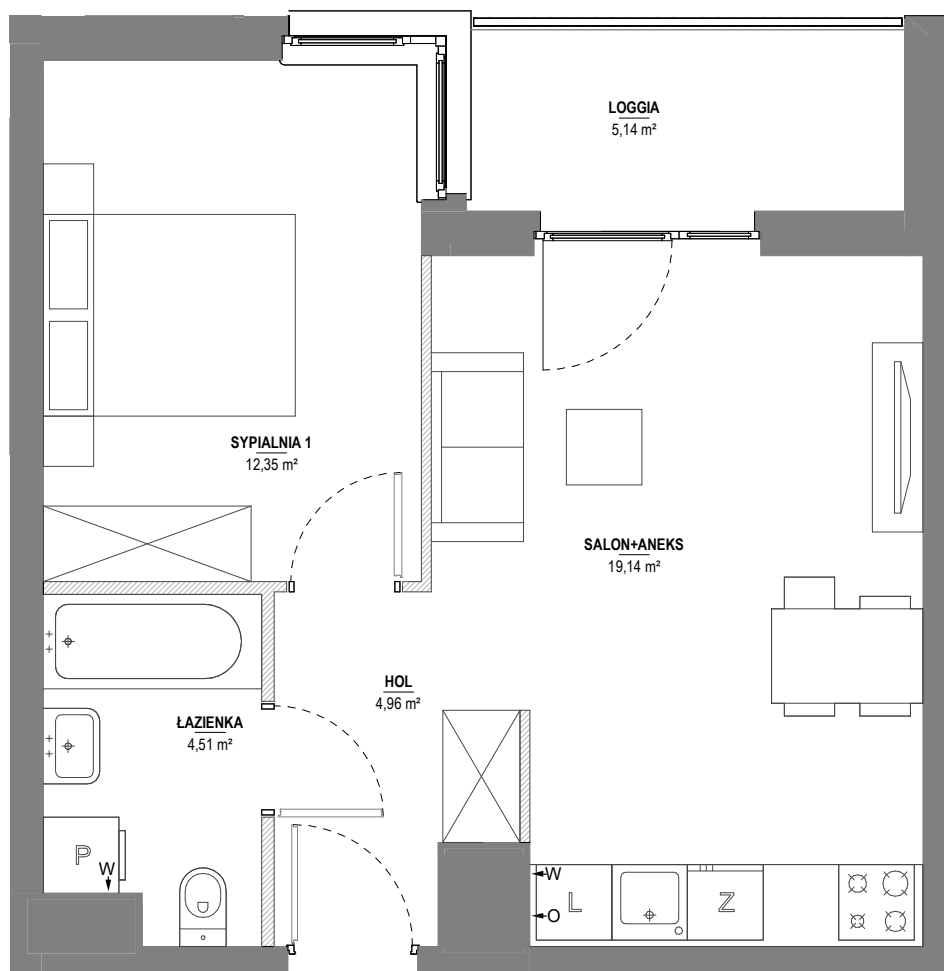 LOGGIA
5,14 m²
SYPIALNIA 1
12,35 m²
SALON+ANEKS
19,14 m²
HOL
4,96 m²
ŁAZIENKA
4,51 m²
P
W
W
L
Z
O